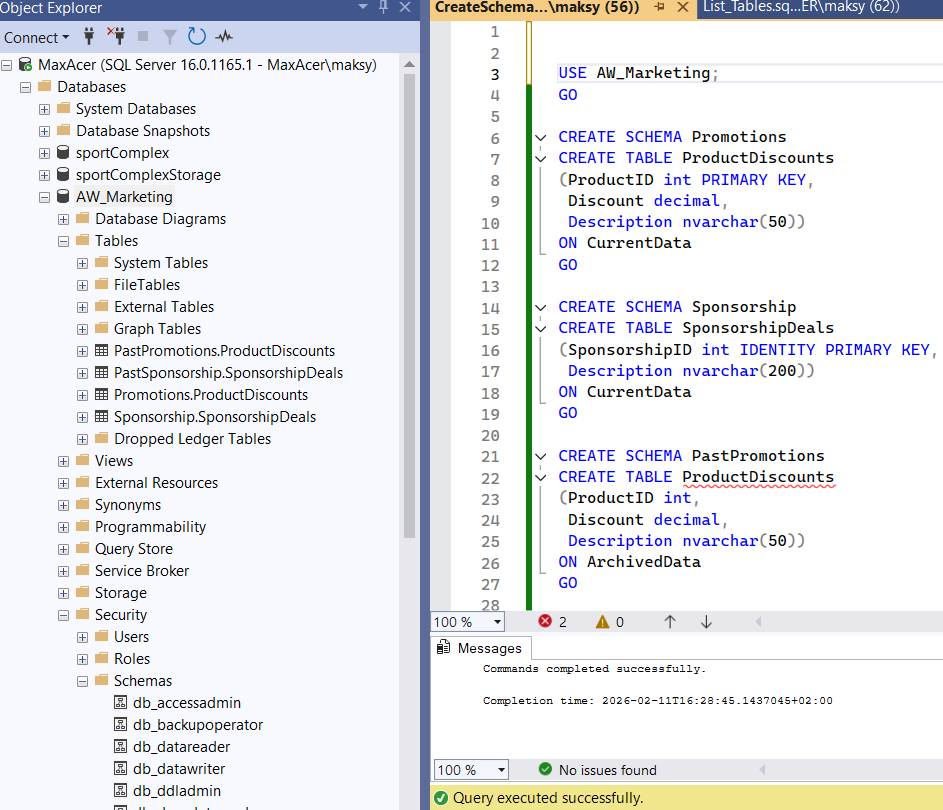 Object Explorer
Connect
MaxAcer (SQL Server 16.0.1165.1 - MaxAcer\maksy)
Databases
System Databases
Database Snapshots
sportComplex
sportComplexStorage
AW_Marketing
Database Diagrams
Tables
System Tables
FileTables
External Tables
Graph Tables
PastPromotions.ProductDiscounts
PastSponsorship.SponsorshipDeals
Promotions.ProductDiscounts
Sponsorship.SponsorshipDeals
Dropped Ledger Tables
Views
External Resources
Synonyms
Programmability
Query Store
Service Broker
Storage
Security
Users
Roles
Schemas
db_accessadmin
db_backupoperator
db_datareader
db_datawriter
db_ddladmin
CreateSchema...\maksy (56)) List_Tables.sq...ER\maksy (62))
1
2
3 USE AW_Marketing;
4 GO
5
6 CREATE SCHEMA Promotions
7 CREATE TABLE ProductDiscounts
8 (ProductID int PRIMARY KEY,
9 Discount decimal,
10 Description nvarchar(50))
11 ON CurrentData
12 GO
13
14 CREATE SCHEMA Sponsorship
15 CREATE TABLE SponsorshipDeals
16 (SponsorshipID int IDENTITY PRIMARY KEY,
17 Description nvarchar(200))
18 ON CurrentData
19 GO
20
21 CREATE SCHEMA PastPromotions
22 CREATE TABLE ProductDiscounts
23 (ProductID int,
24 Discount decimal,
25 Description nvarchar(50))
26 ON ArchivedData
27 GO
28
100 % 2 0
Messages
Commands completed successfully.
Completion time: 2026-02-11T16:28:45.1437045+02:00
100 % No issues found
Query executed successfully.